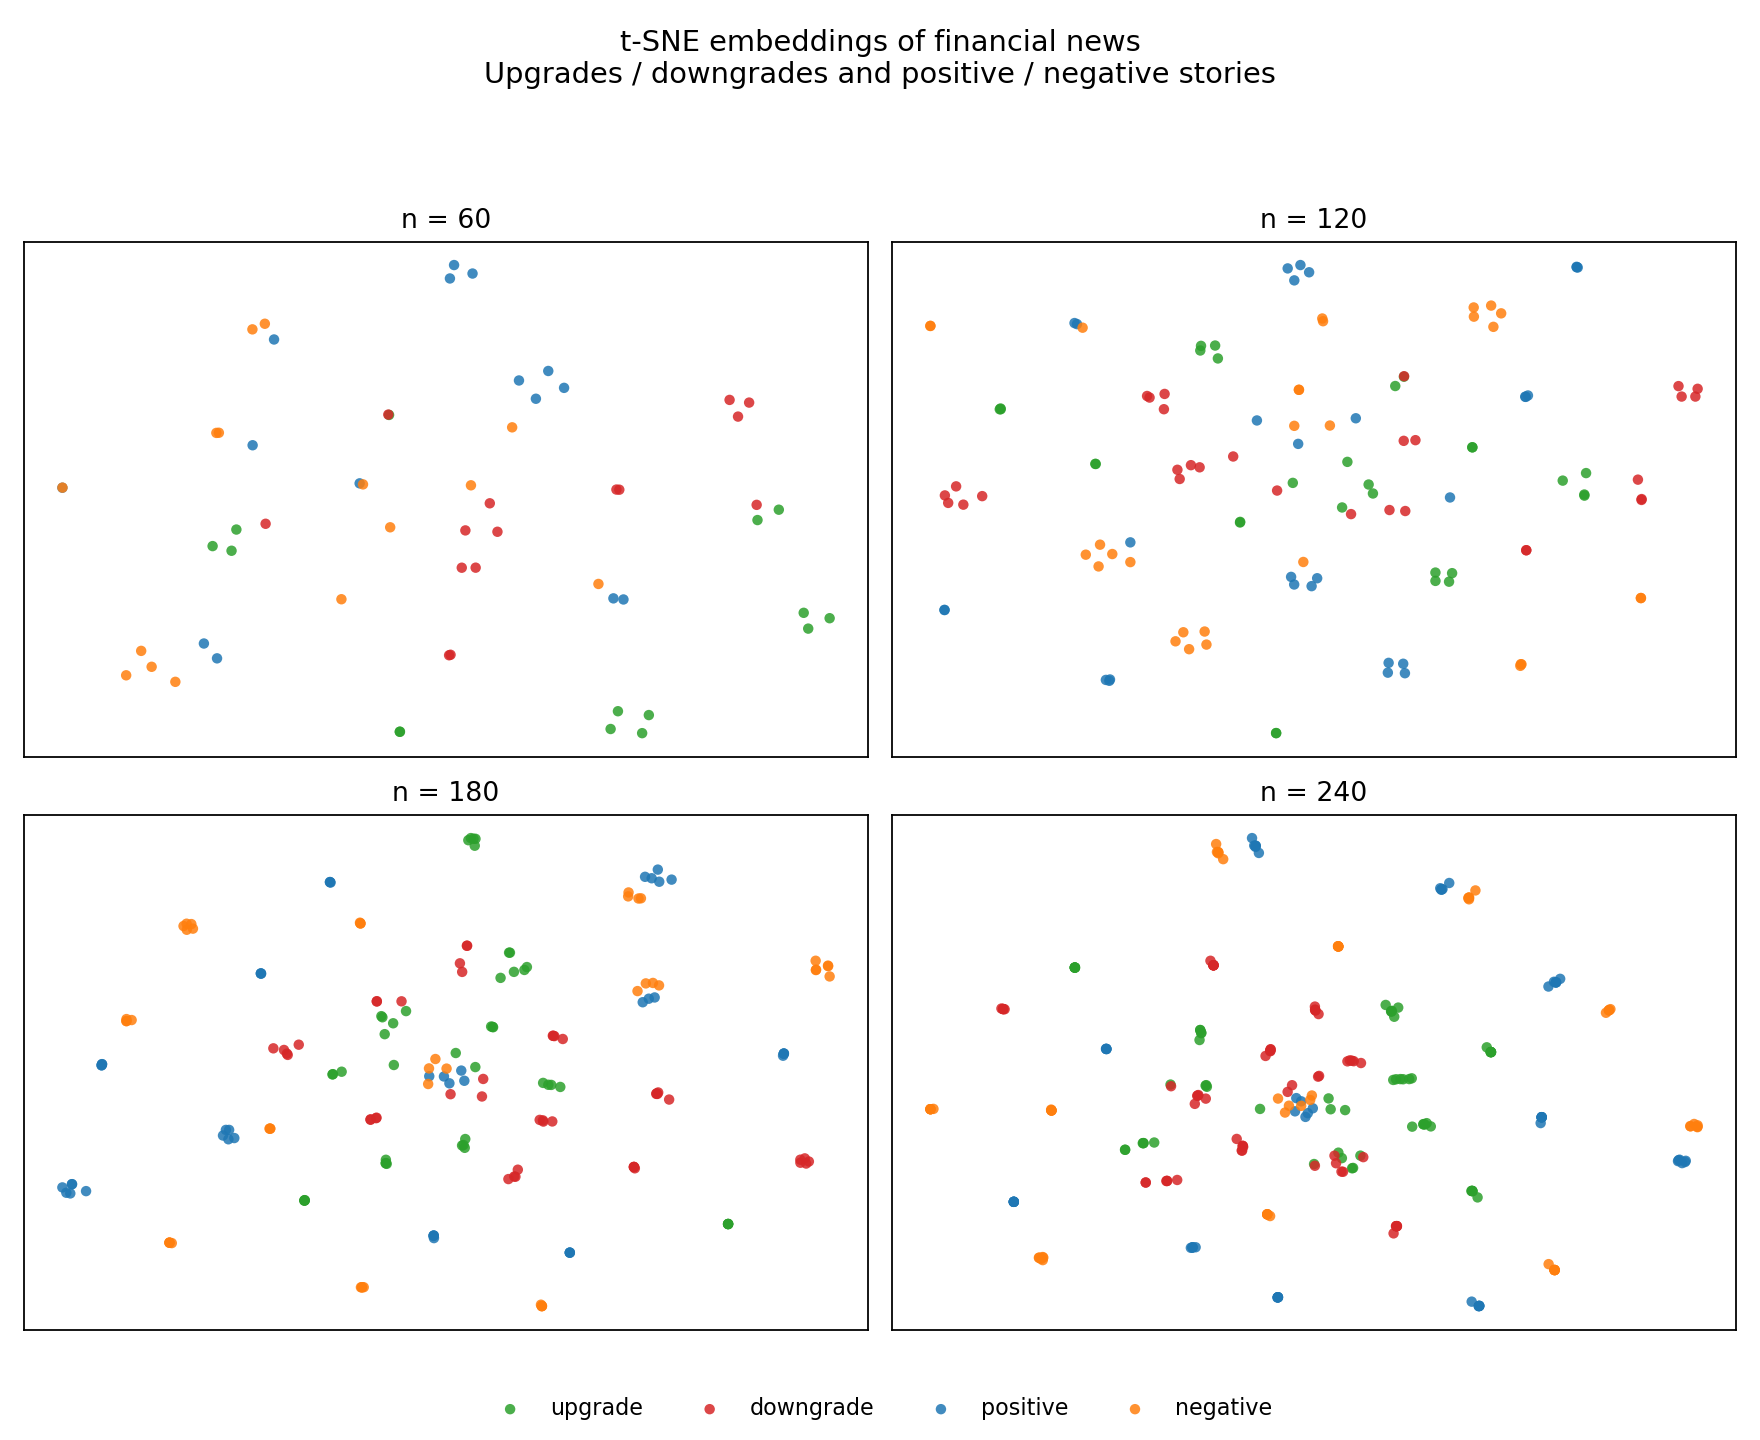 t-SNE embeddings of financial news
Upgrades / downgrades and positive / negative stories
n = 60
n = 120
n = 180
n = 240
upgrade
downgrade
positive
negative